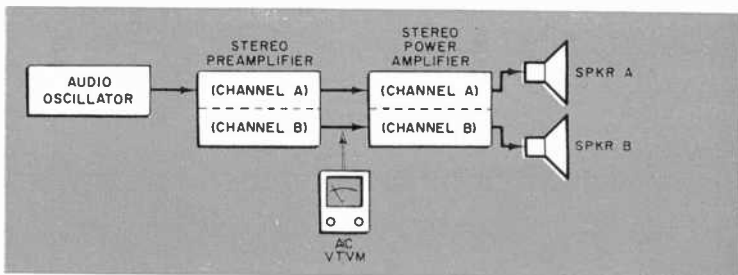 AUDIO
OSCILLATOR
STEREO
PREAMPLIFIER
(CHANNEL A)
(CHANNEL B)
STEREO
POWER
AMPLIFIER
(CHANNEL A)
(CHANNEL B)
SPKR A
SPKR B
AC
VTVM